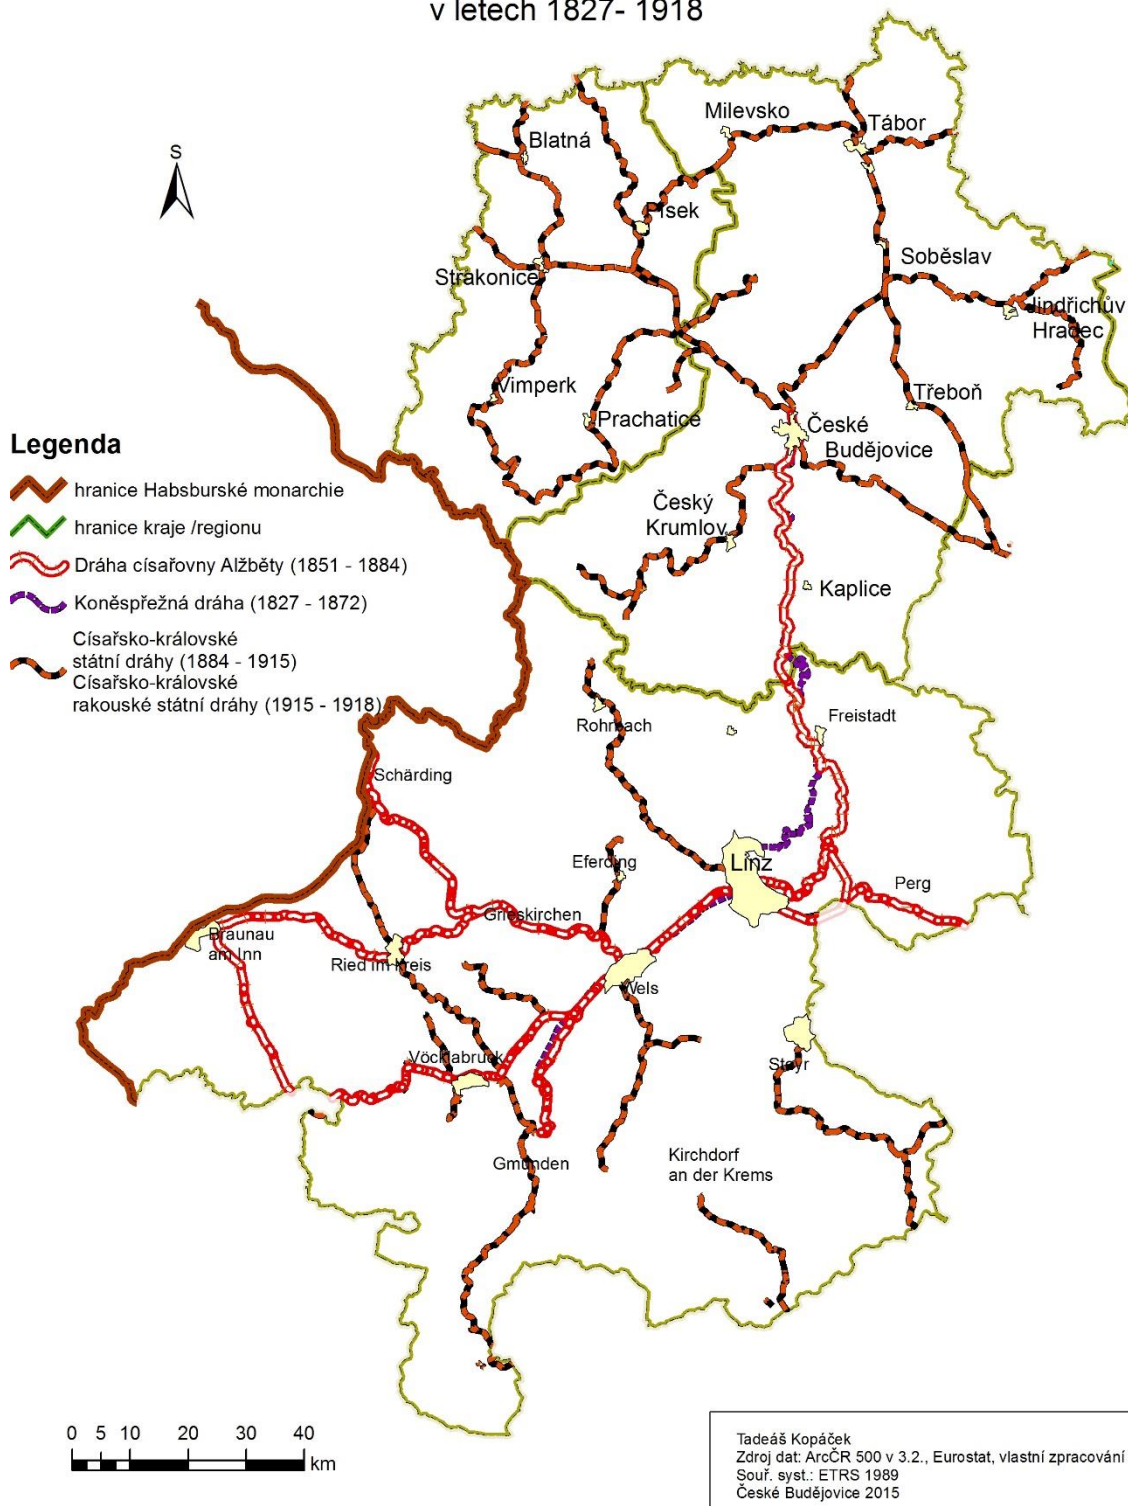 v letech 1827- 1918
S
Milevsko
Tábor
Blatná
Písek
Soběslav
Strakonice
Jindřichův
Hradec
Vimperk
Třeboň
Prachatice
České
Budějovice
Legenda
hranice Habsburské monarchie
hranice kraje /regionu
Dráha císařovny Alžběty (1851 - 1884)
Koněspřežná dráha (1827 - 1872)
Císařsko-královské
státní dráhy (1884 - 1915)
Císařsko-královské
rakouské státní dráhy (1915 - 1918)
Český
Krumlov
Kaplice
Rohrbach
Freistadt
Schärding
Eferding
Linz
Perg
Grieskirchen
Braunau
am Inn
Ried im Kreis
Wels
Vöcklabruck
Steyr
Gmunden
Kirchdorf
an der Krems
0 5 10 20 30 40
km
Tadeáš Kopáček
Zdroj dat: ArcČR 500 v 3.2., Eurostat, vlastní zpracování
Souř. syst.: ETRS 1989
České Budějovice 2015